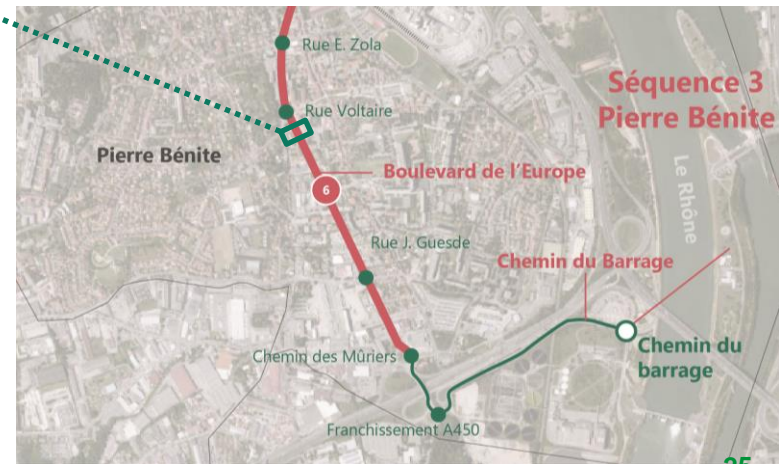 Rue E. Zola
Séquence 3
Pierre Bénite
Rue Voltaire
Pierre Bénite
Boulevard de l'Europe
6
Le Rhône
Rue J. Guesde
Chemin du Barrage
Chemin du
barrage
Chemin des Mûriers
Franchissement A450